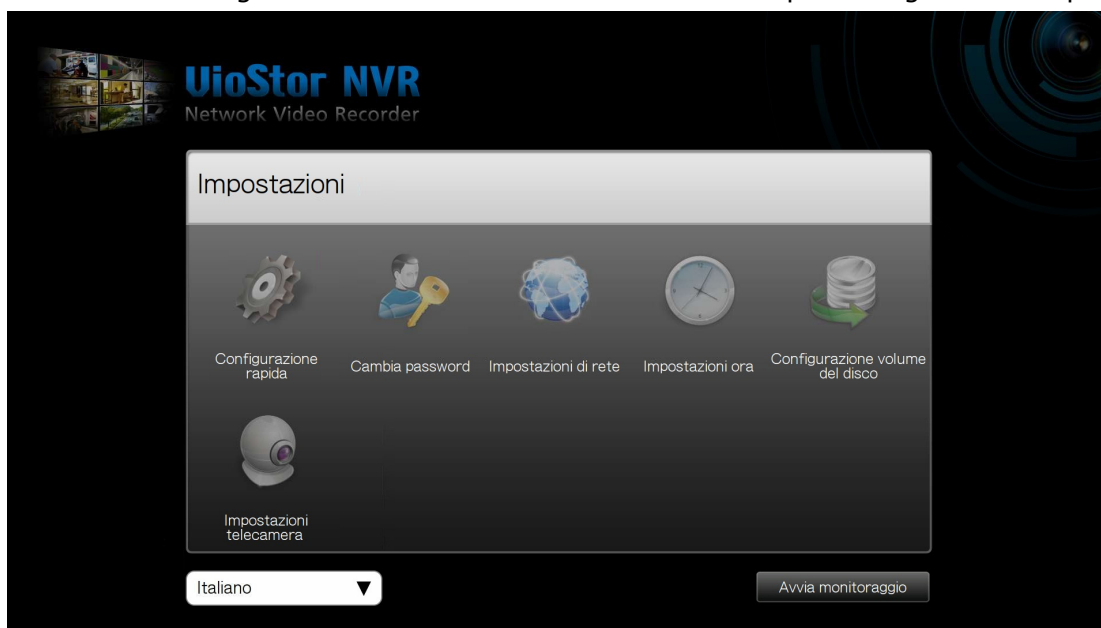 VioStor NVR
Network Video Recorder
Impostazioni
Configurazione
rapida
Cambia password
Impostazioni di rete
Impostazioni ora
Configurazione volume
del disco
Impostazioni
telecamera
Italiano
Avvia monitoraggio